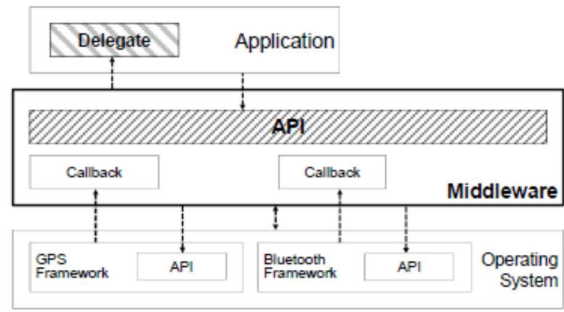 Delegate
Application
API
Callback
Callback
Middleware
GPS
Framework
API
Bluetooth
Framework
API
Operating
System